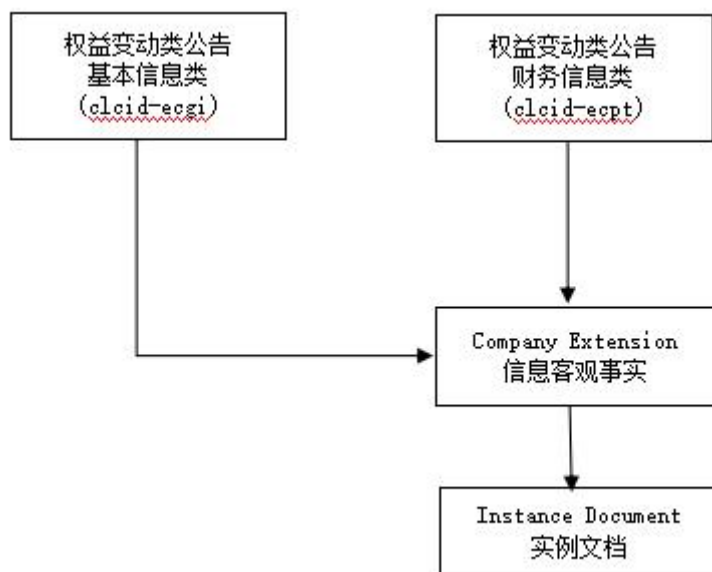 权益变动类公告
基本信息类
(clcid-ecgi)
权益变动类公告
财务信息类
(clcid-ecpt)
Company Extension
信息客观事实
Instance Document
实例文档